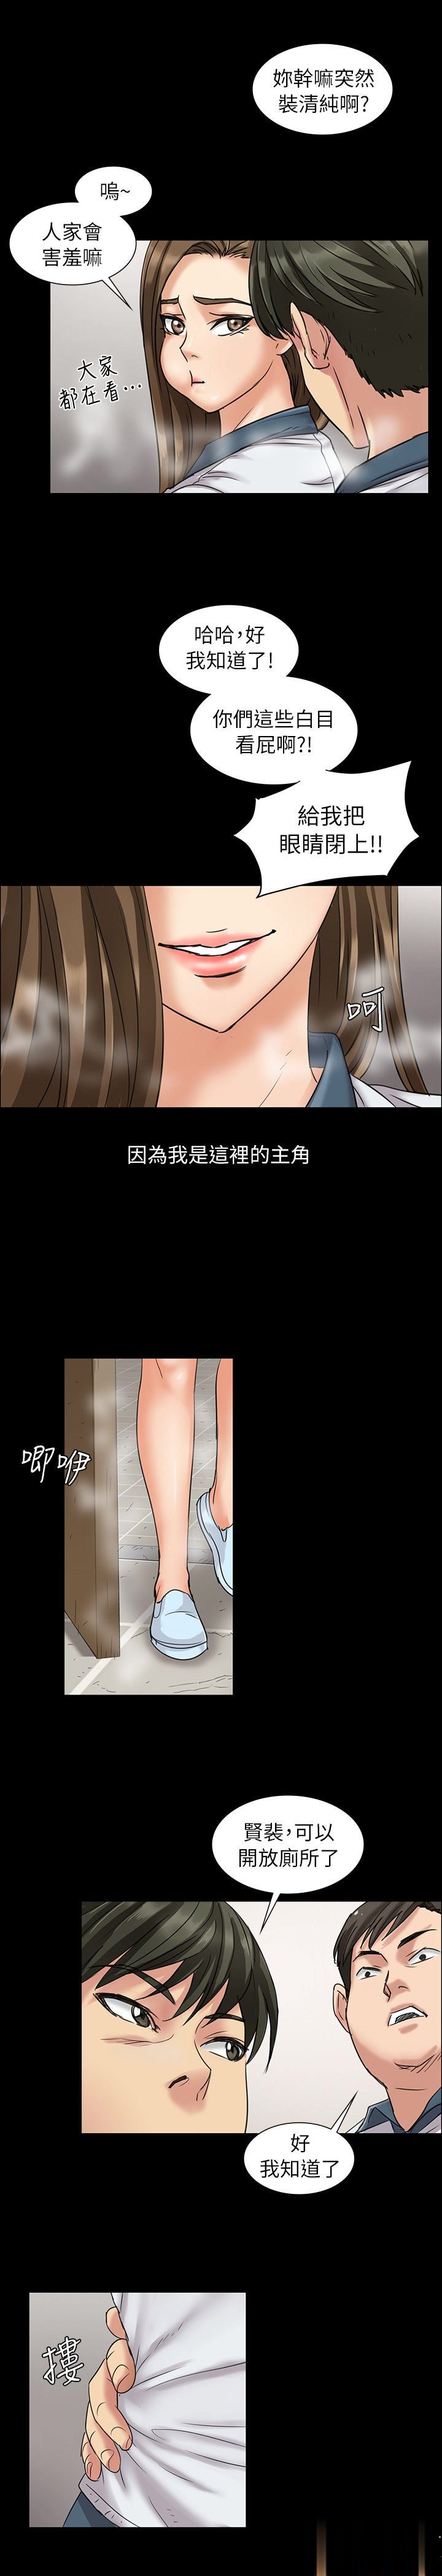 妳幹嘛突然
裝清純啊?
嗚~
人家會
害羞嘛
大家
都在看…
哈哈,好
我知道了!
你們這些白目
看屁啊?!
給我把
眼睛閉上!!
呵
因為我是這裡的主角
唧咿
賢裴,可以
開放廁所了
好
我知道了
摟